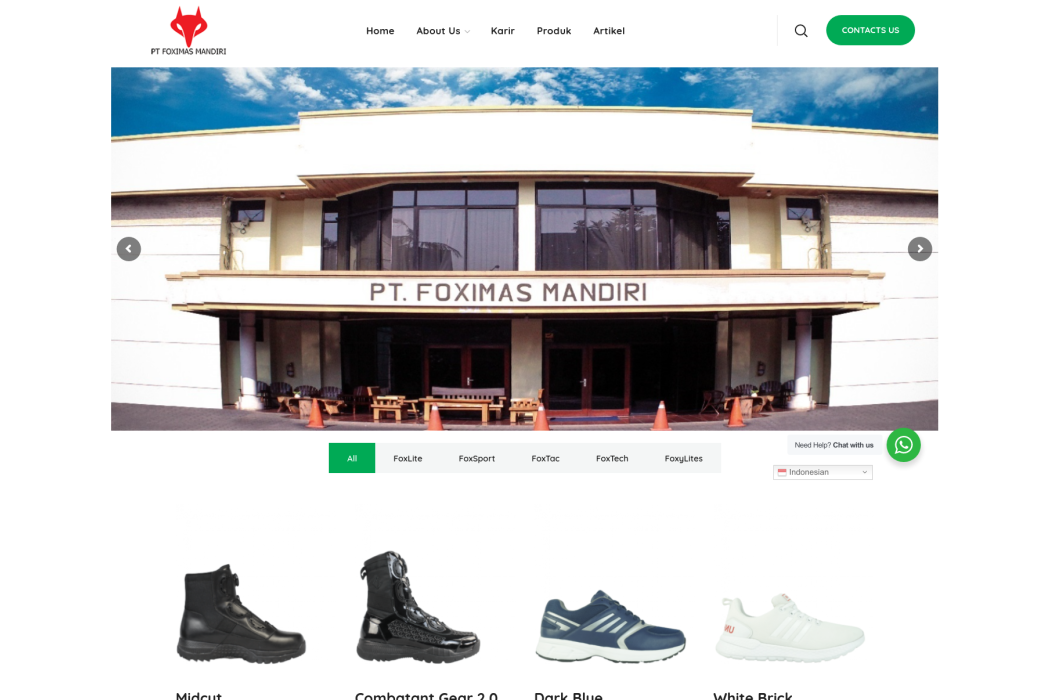 PT FOXIMAS MANDIRI
Home About Us Karir Produk Artikel
CONTACTS US
PT. FOXIMAS MANDIRI
All FoxLite FoxSport FoxTac FoxTech FoxyLites
Need Help? Chat with us
Indonesian
Midcut Combatant Gear 2.0 Dark Blue White Brick